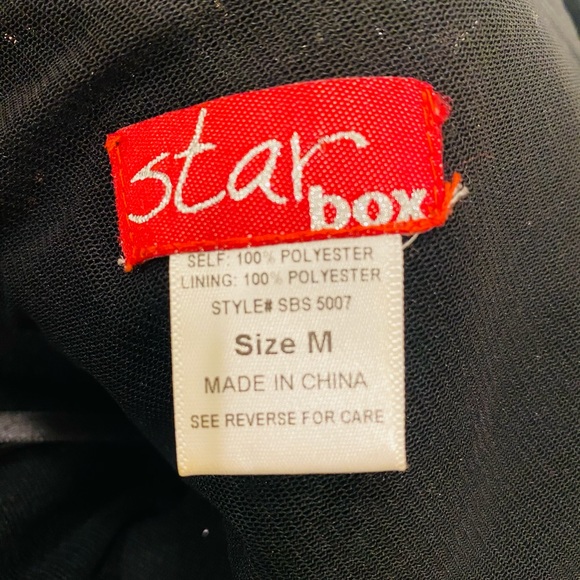 star
box
SELF: 100% POLYESTER
LINING: 100% POLYESTER
STYLE# SBS 5007
Size M
MADE IN CHINA
SEE REVERSE FOR CARE